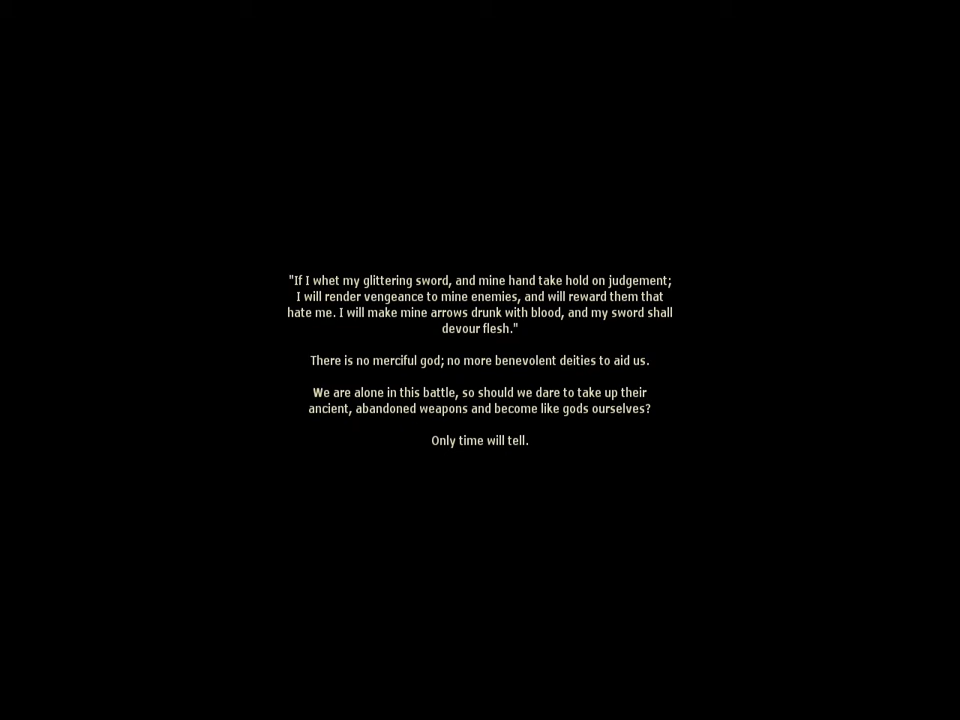 "If I whet my glittering sword, and mine hand take hold on judgement;
I will render vengeance to mine enemies, and will reward them that
hate me. I will make mine arrows drunk with blood, and my sword shall
devour flesh."
There is no merciful god; no more benevolent deities to aid us.
We are alone in this battle, so should we dare to take up their
ancient, abandoned weapons and become like gods ourselves?
Only time will tell.